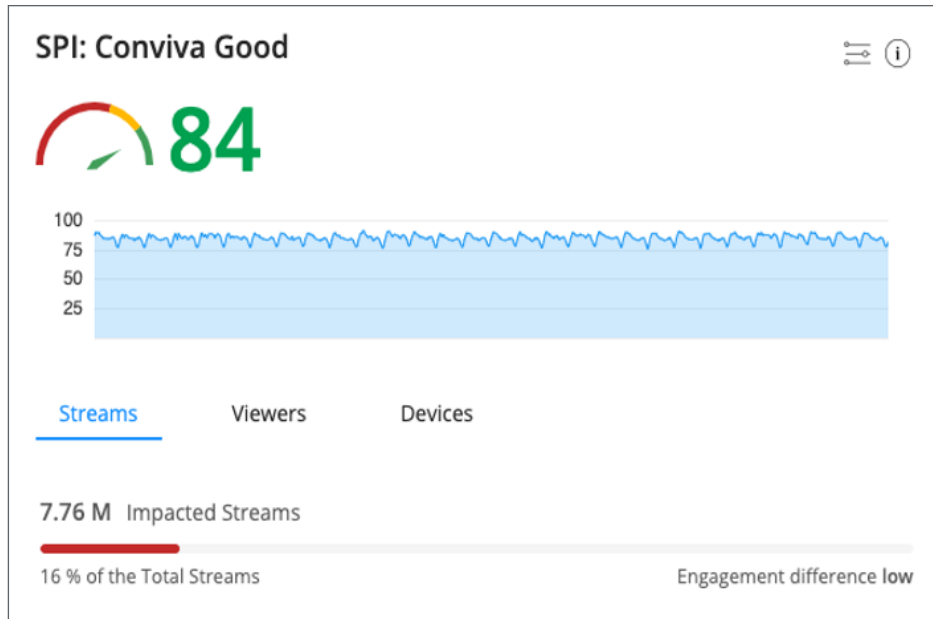 SPI: Conviva Good
i
84
100
75
50
25
Streams Viewers Devices
7.76 M Impacted Streams
16 % of the Total Streams Engagement difference low